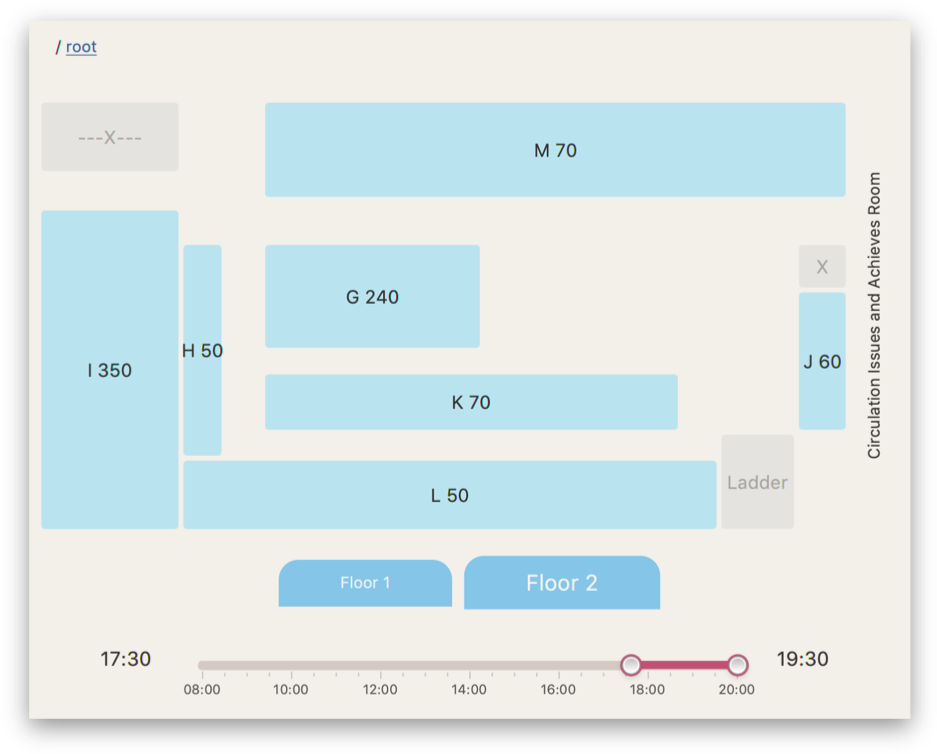 / root
---X---
M 70
Circulation Issues and Achieves Room
X
G 240
H 50
I 350
J 60
K 70
Ladder
L 50
Floor 1
Floor 2
17:30
19:30
08:00 10:00 12:00 14:00 16:00 18:00 20:00